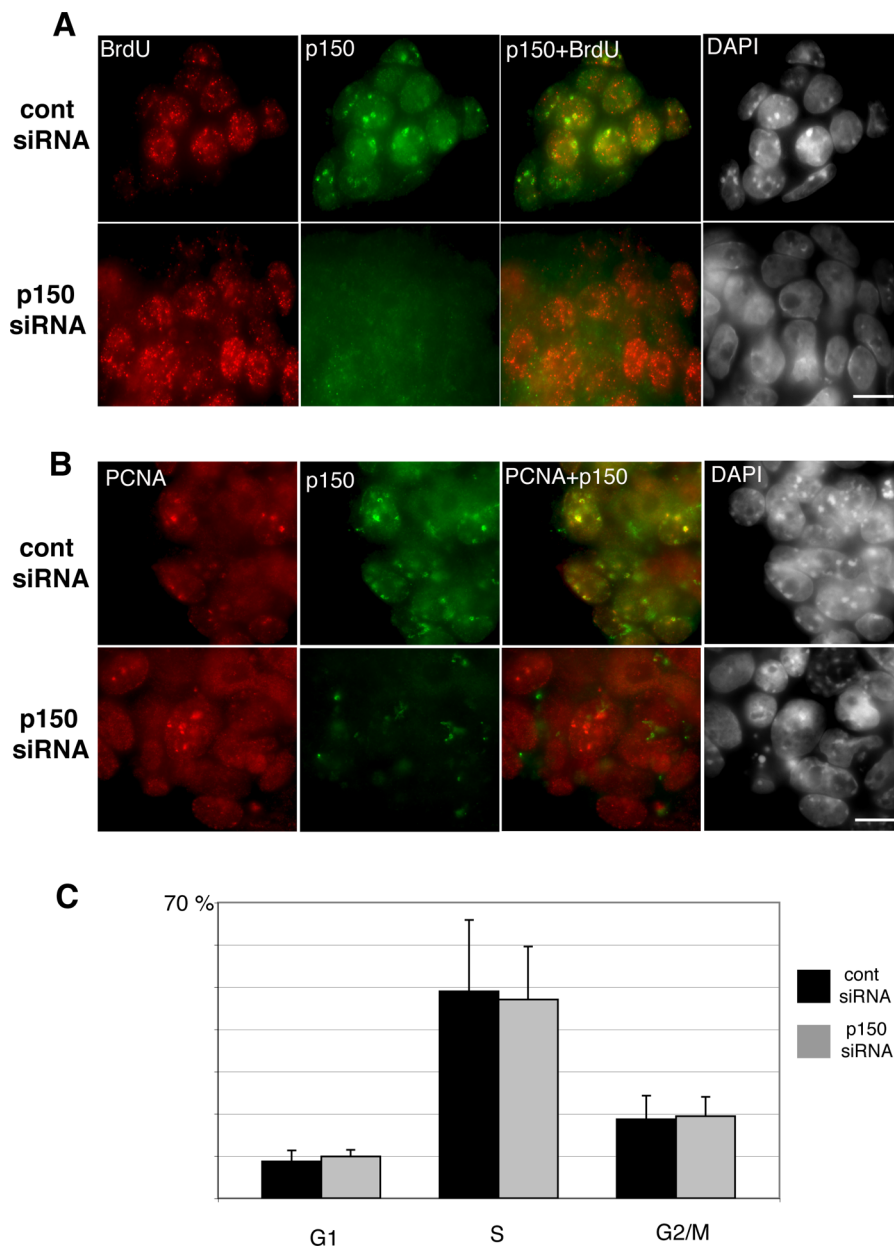 A
BrdU
p150
p150+BrdU
DAPI
cont
siRNA
p150
siRNA
B
PCNA
p150
PCNA+p150
DAPI
cont
siRNA
p150
siRNA
C
70 %
cont
siRNA
p150
siRNA
G1
S
G2/M